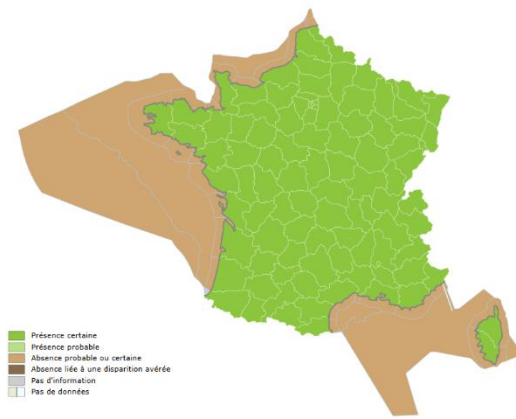 Présence certaine
Présence probable
Absence probable ou certaine
Absence liée à une disparition avérée
Pas d'information
Pas de données